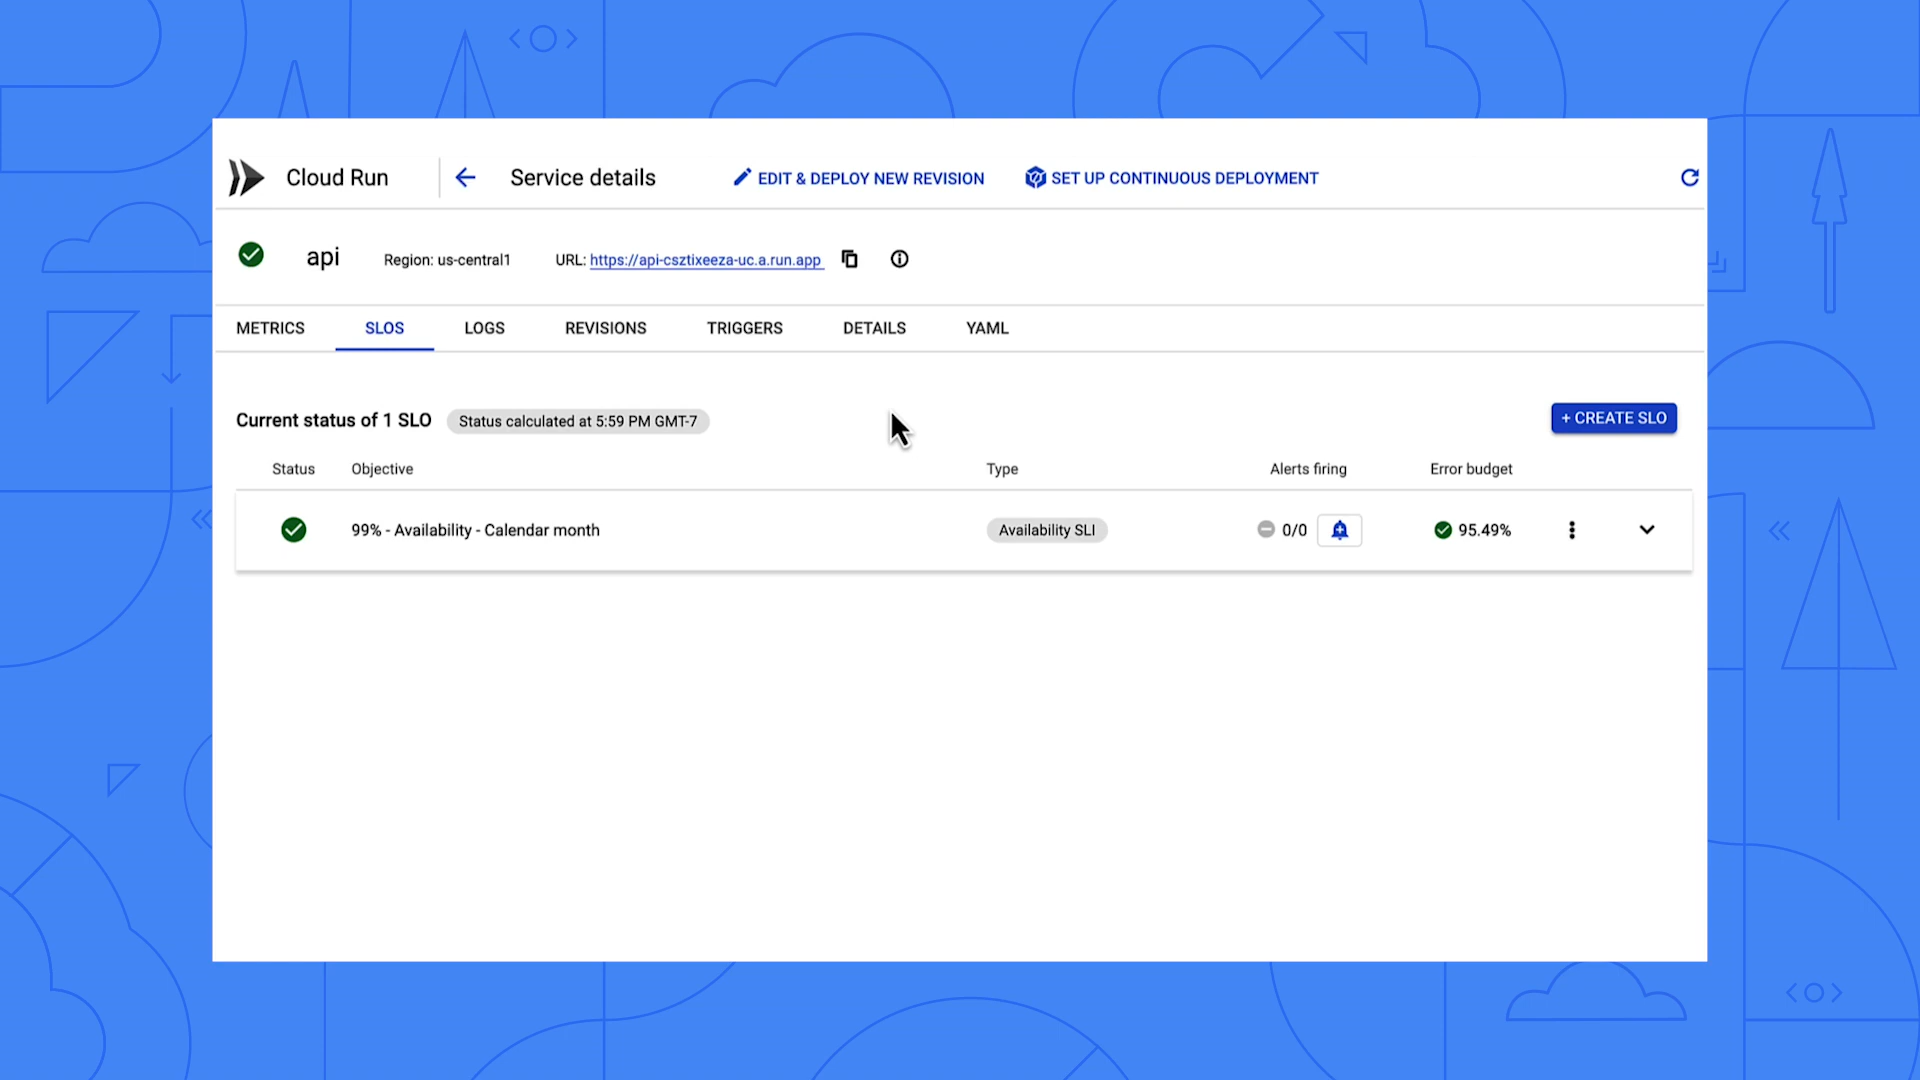 Cloud Run
Service details
EDIT & DEPLOY NEW REVISION
SET UP CONTINUOUS DEPLOYMENT
api
Region: us-central1
URL: https://api-csztixeeza-uc.a.run.app
METRICS
SLOS
LOGS
REVISIONS
TRIGGERS
DETAILS
YAML
Current status of 1 SLO
Status calculated at 5:59 PM GMT-7
+ CREATE SLO
Status
Objective
Type
Alerts firing
Error budget
99% - Availability - Calendar month
Availability SLI
0/0
95.49%